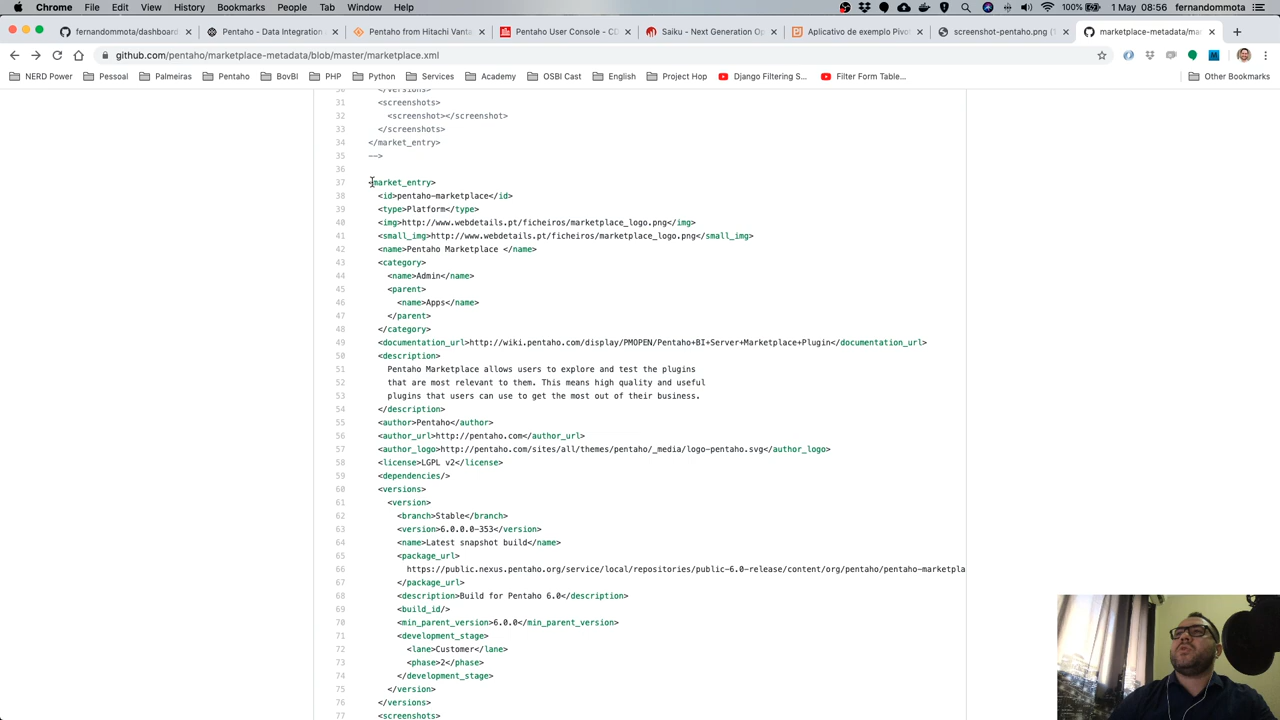 Chrome File Edit View History Bookmarks People Tab Window Help 100% 1 May 08:56 fernandommota
fernandommota/dashboard Pentaho - Data Integration Pentaho from Hitachi Vanta Pentaho User Console - CD Saiku - Next Generation Op Aplicativo de exemplo Pivo screenshot-pentaho.png (1 marketplace-metadata/mar
github.com/pentaho/marketplace-metadata/blob/master/marketplace.xml
NERD Power Pessoal Palmeiras Pentaho BovBI PHP Python Services Academy OSBI Cast English Project Hop Django Filtering S... Filter Form Table... Other Bookmarks
30 </versions>
31 <screenshots>
32 <screenshot></screenshot>
33 </screenshots>
34 </market_entry>
35 -->
36
37 <market_entry>
38 <id>pentaho-marketplace</id>
39 <type>Platform</type>
40 <img>http://www.webdetails.pt/ficheiros/marketplace_logo.png</img>
41 <small_img>http://www.webdetails.pt/ficheiros/marketplace_logo.png</small_img>
42 <name>Pentaho Marketplace </name>
43 <category>
44 <name>Admin</name>
45 <parent>
46 <name>Apps</name>
47 </parent>
48 </category>
49 <documentation_url>http://wiki.pentaho.com/display/PMOPEN/Pentaho+BI+Server+Marketplace+Plugin</documentation_url>
50 <description>
51 Pentaho Marketplace allows users to explore and test the plugins
52 that are most relevant to them. This means high quality and useful
53 plugins that users can use to get the most out of their business.
54 </description>
55 <author>Pentaho</author>
56 <author_url>http://pentaho.com</author_url>
57 <author_logo>http://pentaho.com/sites/all/themes/pentaho/_media/logo-pentaho.svg</author_logo>
58 <license>LGPL v2</license>
59 <dependencies/>
60 <versions>
61 <version>
62 <branch>Stable</branch>
63 <version>6.0.0.0-353</version>
64 <name>Latest snapshot build</name>
65 <package_url>
66 https://public.nexus.pentaho.org/service/local/repositories/public-6.0-release/content/org/pentaho/pentaho-marketpla
67 </package_url>
68 <description>Build for Pentaho 6.0</description>
69 <build_id/>
70 <min_parent_version>6.0.0</min_parent_version>
71 <development_stage>
72 <lane>Customer</lane>
73 <phase>2</phase>
74 </development_stage>
75 </version>
76 </versions>
77 <screenshots>